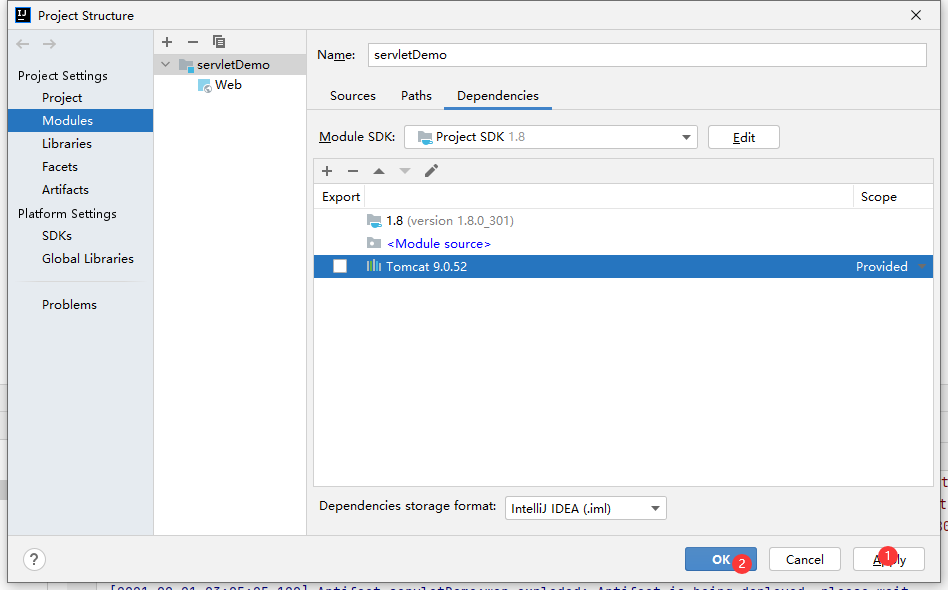 Project Structure
Name: servletDemo
Project Settings
Project
Modules
Libraries
Facets
Artifacts
Platform Settings
SDKs
Global Libraries
Problems
servletDemo
Web
Sources Paths Dependencies
Module SDK: Project SDK 1.8 Edit
Export Scope
1.8 (version 1.8.0_301)
<Module source>
Tomcat 9.0.52 Provided
Dependencies storage format: IntelliJ IDEA (.iml)
? OK 2 Cancel 1